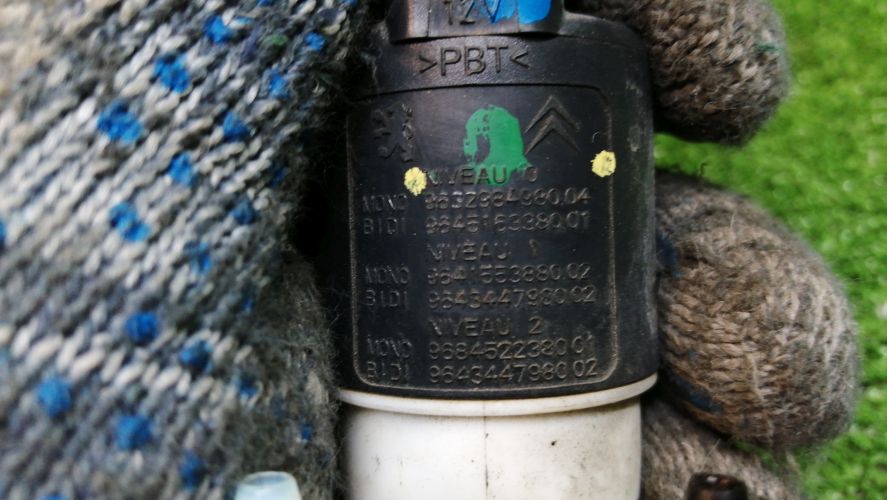 12V
>PBT<
NIVEAU 0
MONO 9632984980.04
BIDI 9645153380.01
NIVEAU 1
MONO 9641553880.02
BIDI 9643447980.02
NIVEAU 2
MONO 9684522380.01
BIDI 9643447980.02